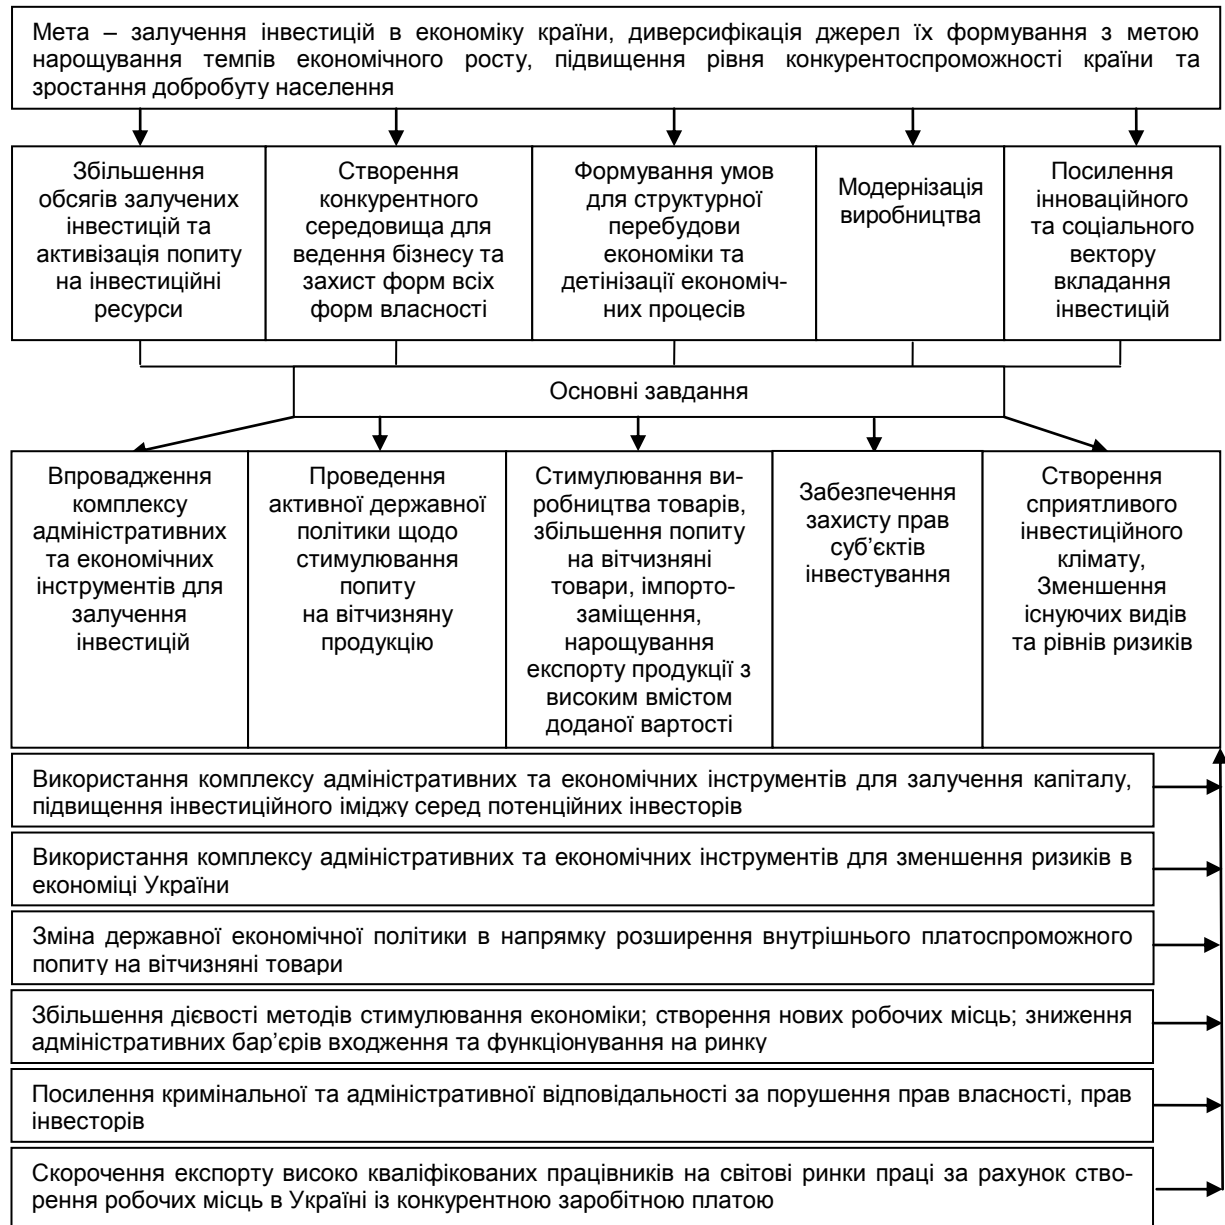 Мета – залучення інвестицій в економіку країни, диверсифікація джерел їх формування з метою
нарощування темпів економічного росту, підвищення рівня конкурентоспроможності країни та
зростання добробуту населення
Збільшення
обсягів залучених
інвестицій та
активізація попиту
на інвестиційні
ресурси
Створення
конкурентного
середовища для
ведення бізнесу та
захист форм всіх
форм власності
Формування умов
для структурної
перебудови
економіки та
детінізації економіч-
них процесів
Модернізація
виробництва
Посилення
інноваційного
та соціального
вектору
вкладання
інвестицій
Основні завдання
Впровадження
комплексу
адміністративних
та економічних
інструментів для
залучення
інвестицій
Проведення
активної державної
політики щодо
стимулювання
попиту
на вітчизняну
продукцію
Стимулювання ви-
робництва товарів,
збільшення попиту
на вітчизняні
товари, імпорто-
заміщення,
нарощування
експорту продукції з
високим вмістом
доданої вартості
Забезпечення
захисту прав
суб’єктів
інвестування
Створення
сприятливого
інвестиційного
клімату,
Зменшення
існуючих видів
та рівнів ризиків
Використання комплексу адміністративних та економічних інструментів для залучення капіталу,
підвищення інвестиційного іміджу серед потенційних інвесторів
Використання комплексу адміністративних та економічних інструментів для зменшення ризиків в
економіці України
Зміна державної економічної політики в напрямку розширення внутрішнього платоспроможного
попиту на вітчизняні товари
Збільшення дієвості методів стимулювання економіки; створення нових робочих місць; зниження
адміністративних бар’єрів входження та функціонування на ринку
Посилення кримінальної та адміністративної відповідальності за порушення прав власності, прав
інвесторів
Скорочення експорту високо кваліфікованих працівників на світові ринки праці за рахунок ство-
рення робочих місць в Україні із конкурентною заробітною платою